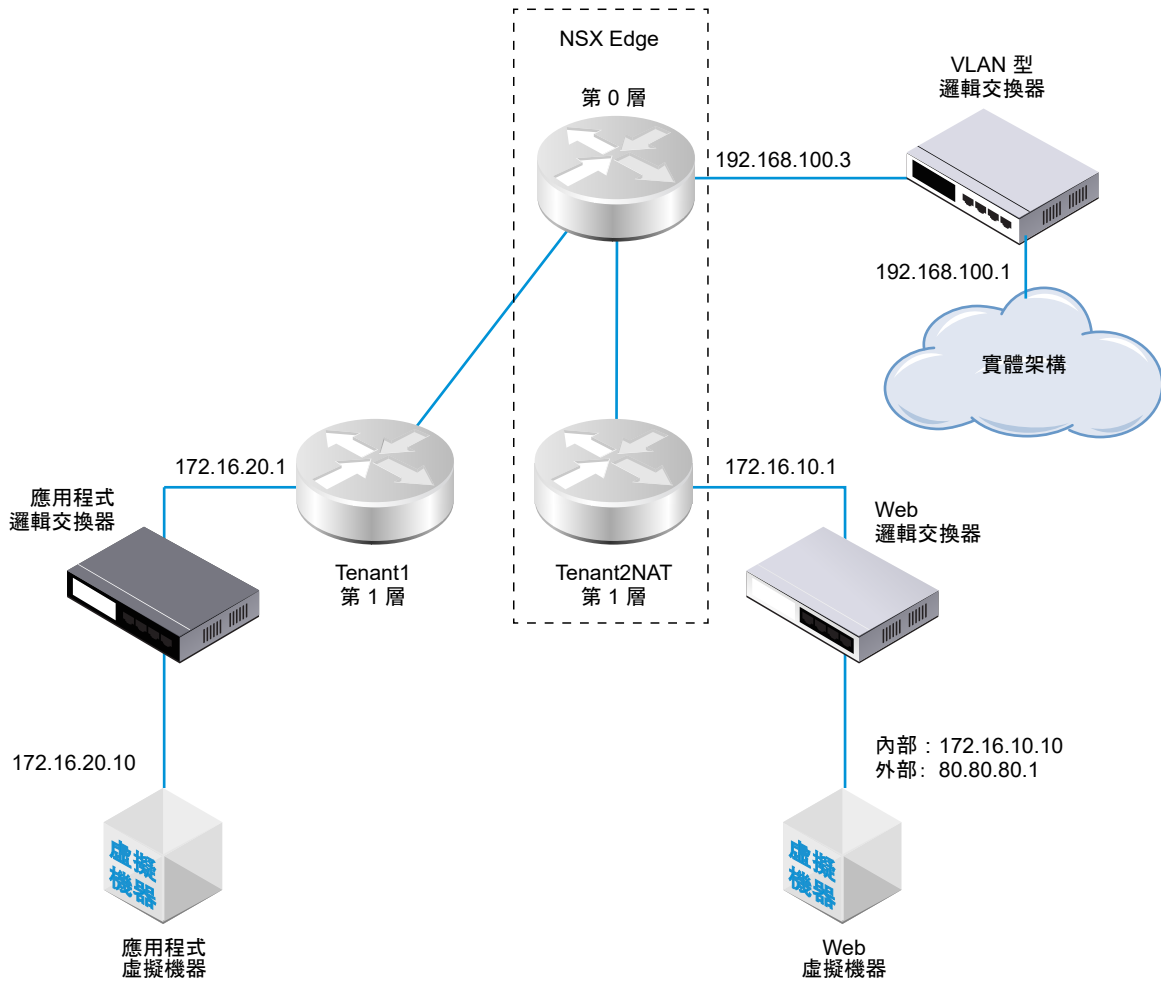 NSX Edge
第 0 層
VLAN 型
邏輯交換器
192.168.100.3
192.168.100.1
實體架構
172.16.20.1
172.16.10.1
應用程式
邏輯交換器
Web
邏輯交換器
Tenant1
第 1 層
Tenant2NAT
第 1 層
172.16.20.10
內部：172.16.10.10
外部：80.80.80.1
虛擬
機器
虛擬
機器
應用程式
虛擬機器
Web
虛擬機器